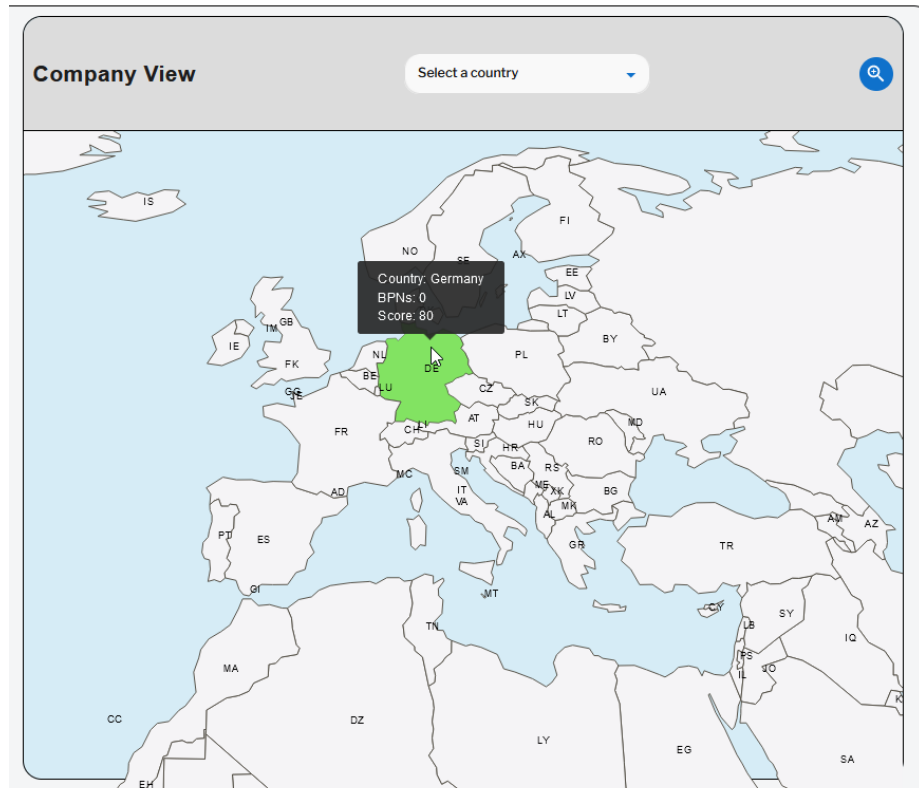 Company View
Select a country
IS
FI
NO
SE
AX
Country: Germany
BPNs: 0
Score: 80
EE
LV
LT
GB
IM
IE
BY
NL
PL
FK
DE
BE
LU
CZ
UA
GG
JE
SK
AT
HU
MD
FR
CH
LI
SI
HR
RO
BA
RS
MC
SM
IT
VA
AD
ME
XK
BG
MK
AL
AM
AZ
PT
ES
GR
TR
GI
MT
CY
SY
LB
TN
IQ
PS
IL
JO
MA
K
CC
DZ
LY
EG
SA
EH